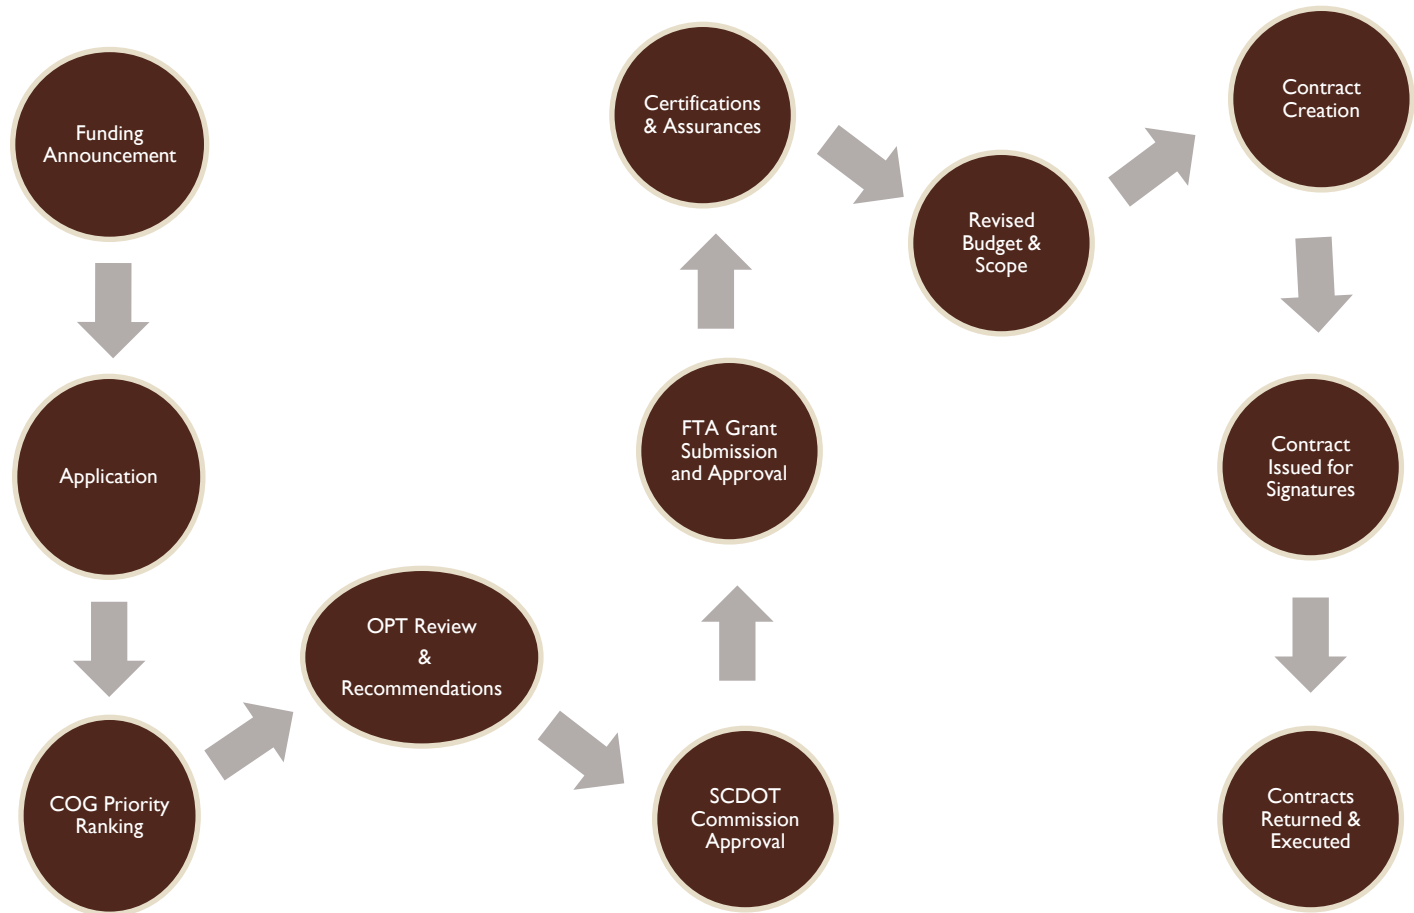 Funding
Announcement
Application
COG Priority
Ranking
OPT Review
&
Recommendations
SCDOT
Commission
Approval
FTA Grant
Submission
and Approval
Certifications
& Assurances
Revised
Budget &
Scope
Contract
Creation
Contract
Issued for
Signatures
Contracts
Returned &
Executed